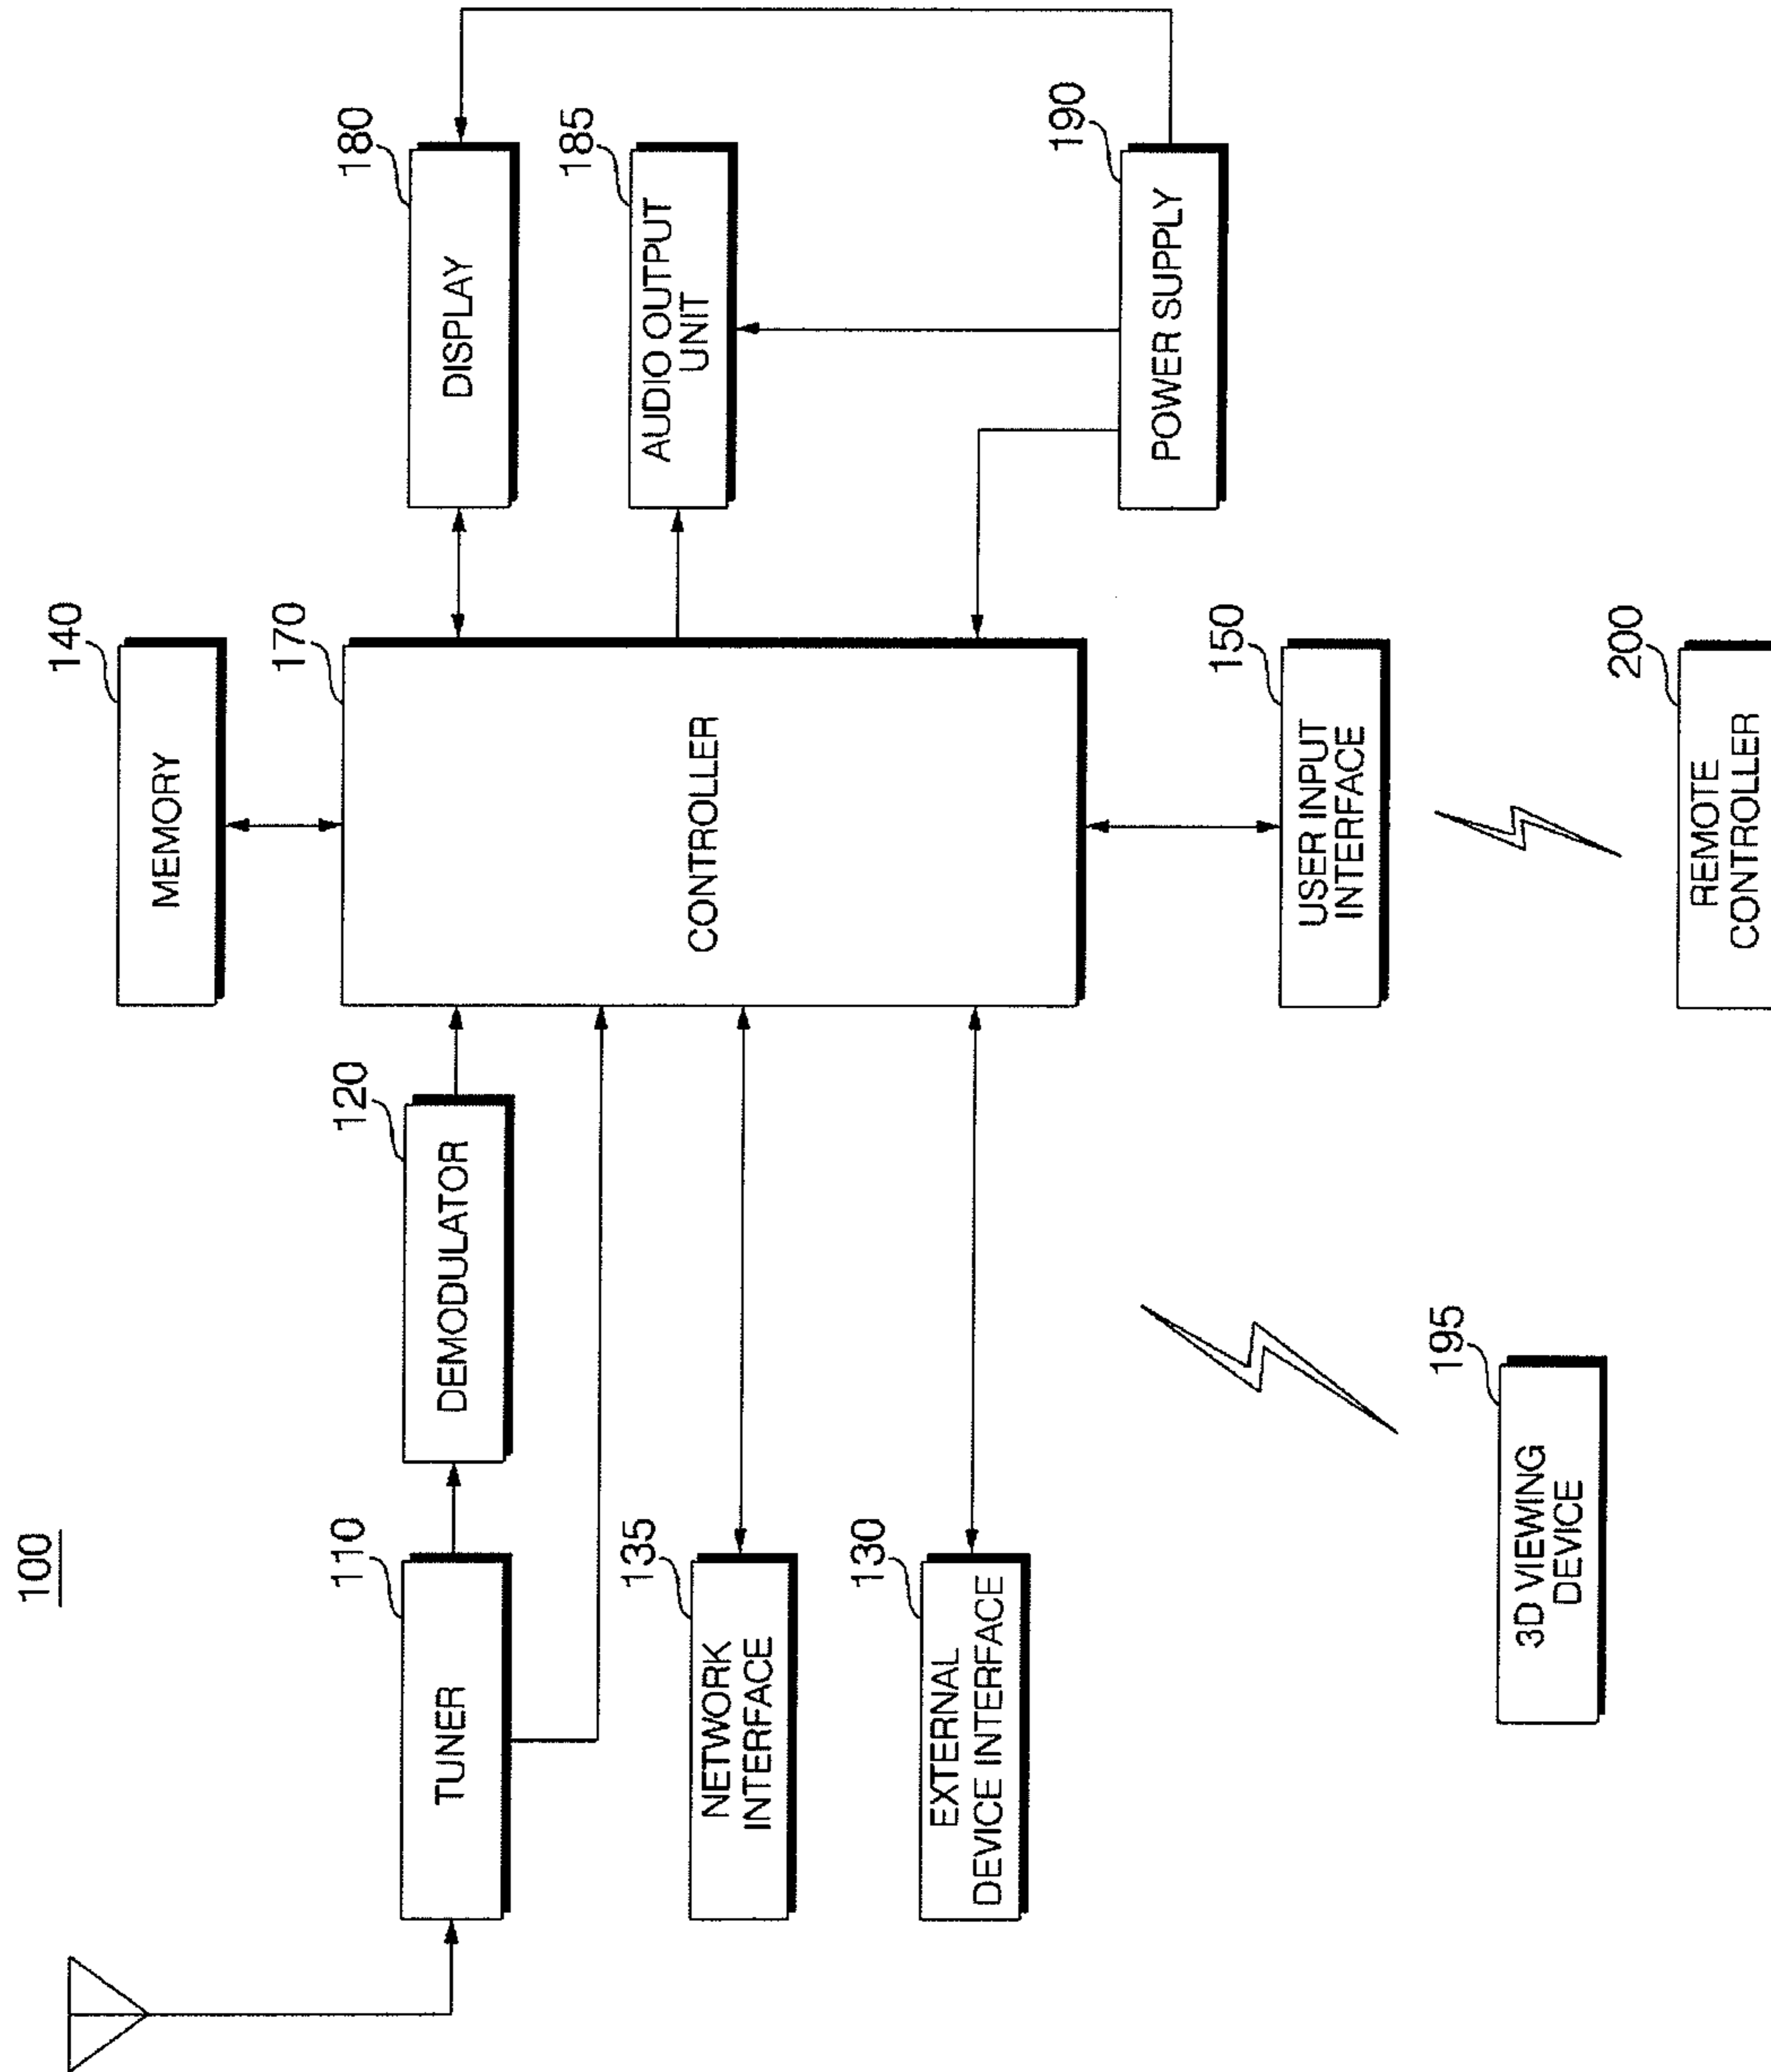 100
140
MEMORY
110
TUNER
120
DEMODULATOR
170
CONTROLLER
180
DISPLAY
135
NETWORK
INTERFACE
185
AUDIO OUTPUT
UNIT
130
EXTERNAL
DEVICE INTERFACE
190
POWER SUPPLY
150
USER INPUT
INTERFACE
195
3D VIEWING
DEVICE
200
REMOTE
CONTROLLER